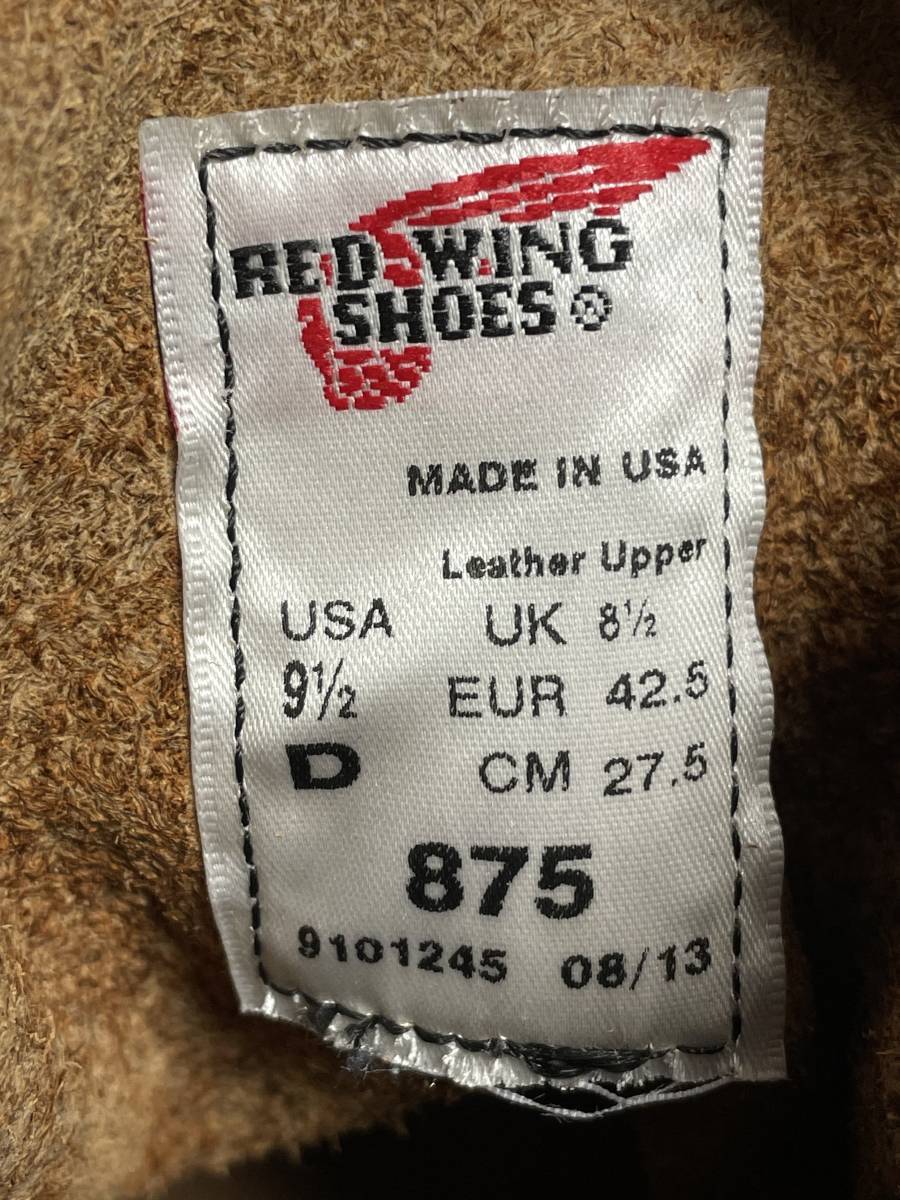 RED WING
SHOES ®
MADE IN USA
Leather Upper
USA UK 8½
9½ EUR 42.5
D CM 27.5
875
9101245 08/13